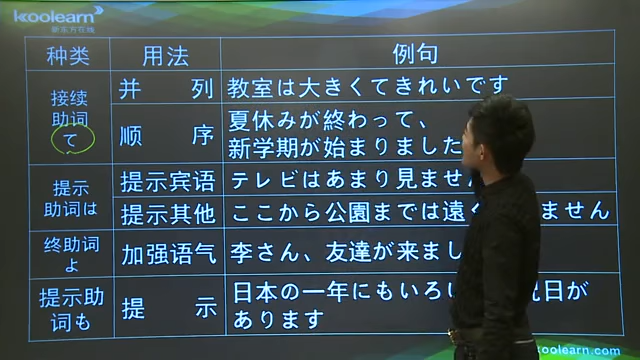 koolearn
新东方在线
种类 用法 例句
接续助词て 并列 教室は大きくてきれいです
顺序 夏休みが終わって、
新学期が始まりました
提示助词は 提示宾语 テレビはあまり見ません
提示其他 ここから公園までは遠く ません
终助词よ 加强语气 李さん、友達が来まし
提示助词も 提示 日本の一年にもいろい 日が
あります
koolearn.com